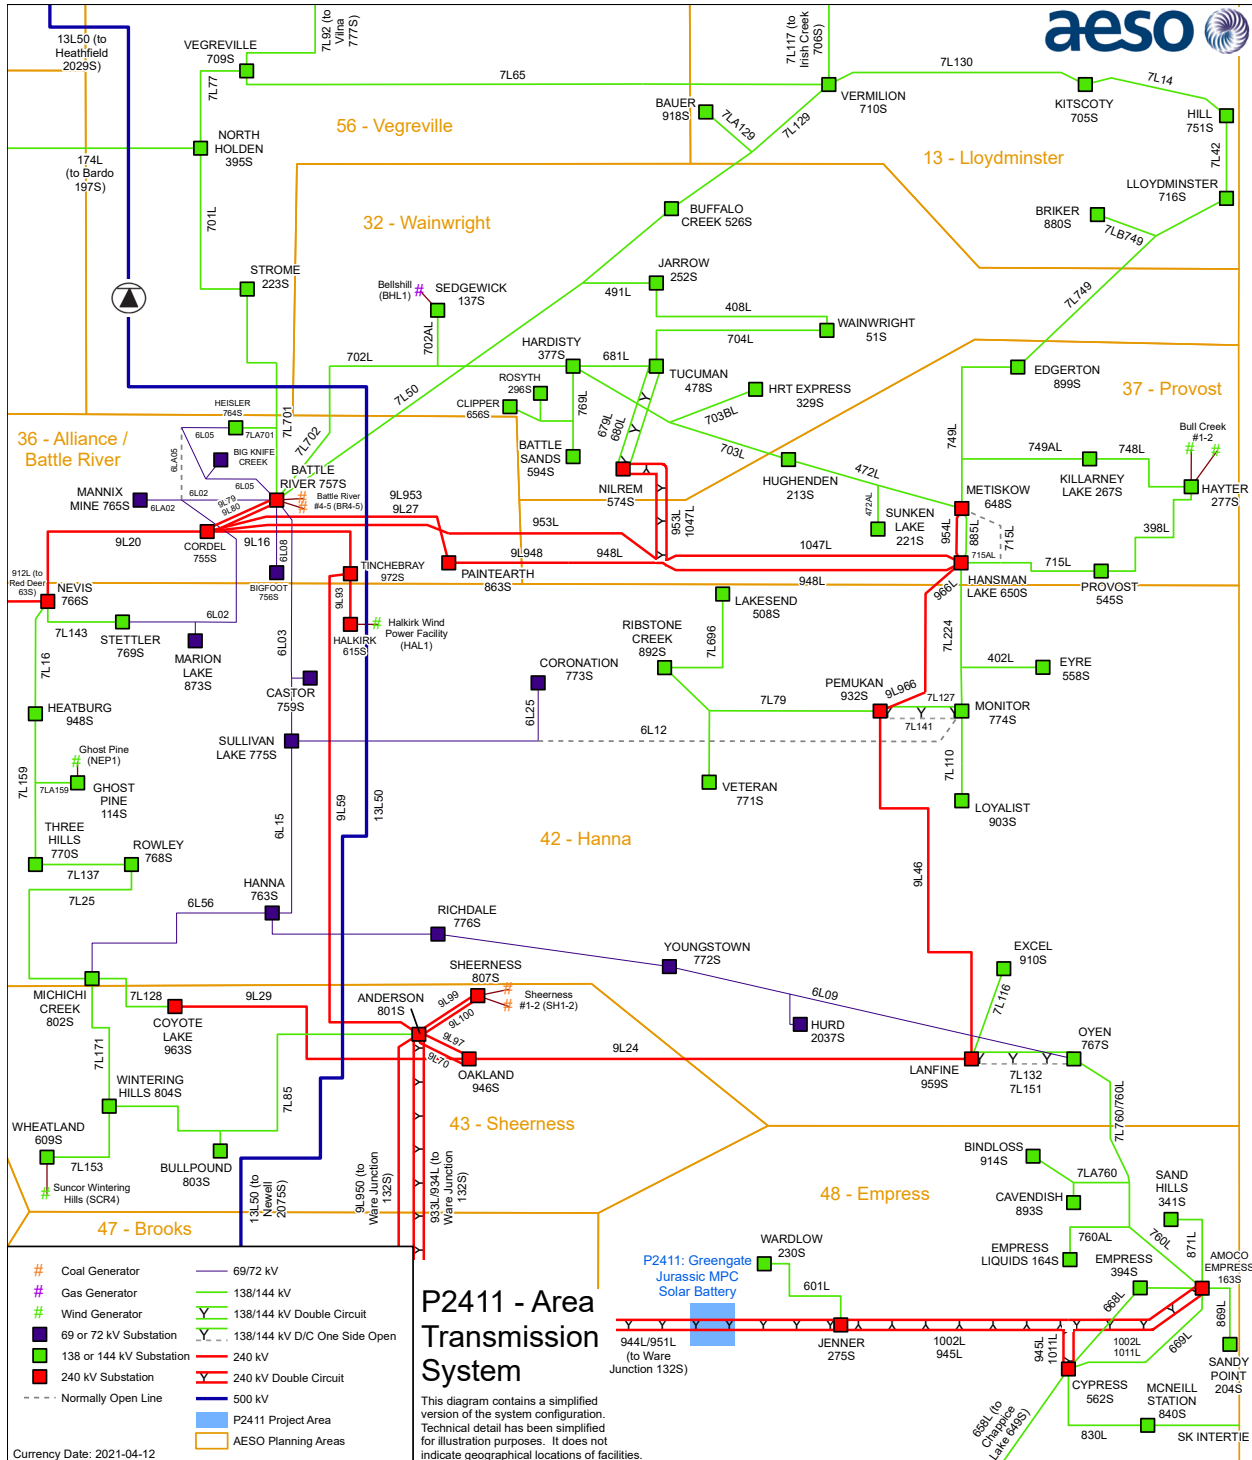 aeso
13L50 (to
Heathfield
2029S)
VEGREVILLE
709S
7L92 (to
Vilna
777S)
7L117 (to
Irish Creek
706S)
7L77
7L65
7L130
7L14
VERMILION
710S
KITSCOTY
705S
HILL
751S
BAUER
918S
7LA129
7L129
56 - Vegreville
NORTH
HOLDEN
395S
13 - Lloydminster
7L42
174L
(to Bardo
197S)
LLOYDMINSTER
716S
BRIKER
880S
7LB749
701L
32 - Wainwright
BUFFALO
CREEK 526S
STROME
223S
JARROW
252S
Bellshill
(BHL1)
SEDGEWICK
137S
491L
408L
7L749
WAINWRIGHT
51S
702AL
704L
HARDISTY
377S
702L
681L
TUCUMAN
478S
EDGERTON
899S
37 - Provost
ROSYTH
296S
HRT EXPRESS
329S
7L50
CLIPPER
656S
769L
703BL
HEISLER
764S
7L701
7L702
679L
680L
36 - Alliance /
Battle River
6L05
7LA701
749L
Bull Creek
#1-2
BIG KNIFE
CREEK
6LA05
BATTLE
SANDS
594S
703L
749AL
748L
BATTLE
RIVER 757S
6L05
NILREM
574S
HUGHENDEN
213S
472L
KILLARNEY
LAKE 267S
HAYTER
277S
MANNIX
MINE 765S
6L02
6LA02
9L79
9L80
Battle River
#4-5 (BR4-5)
9L953
9L27
METISKOW
648S
472AL
SUNKEN
LAKE
221S
953L
953L
1047L
954L
885L
715L
398L
9L20
CORDEL
755S
9L16
6L08
9L948
948L
1047L
715AL
715L
912L (to
Red Deer
63S)
NEVIS
766S
BIGFOOT
756S
TINCHEBRAY
972S
PAINTEARTH
863S
948L
HANSMAN
LAKE 650S
PROVOST
545S
966L
LAKESEND
508S
9L93
6L02
7L143
STETTLER
769S
RIBSTONE
CREEK
892S
7L696
7L224
HALKIRK
615S
Halkirk Wind
Power Facility
(HAL1)
MARION
LAKE
873S
6L03
7L16
CORONATION
773S
402L
EYRE
558S
CASTOR
759S
PEMUKAN
932S
9L966
7L127
HEATBURG
948S
6L25
7L79
MONITOR
774S
7L141
SULLIVAN
LAKE 775S
6L12
Ghost Pine
(NEP1)
7L159
7LA159
GHOST
PINE
114S
7L110
VETERAN
771S
LOYALIST
903S
9L59
13L50
6L15
42 - Hanna
THREE
HILLS
770S
ROWLEY
768S
7L137
9L46
7L25
HANNA
763S
6L56
RICHDALE
776S
YOUNGSTOWN
772S
EXCEL
910S
SHEERNESS
807S
6L09
7L116
MICHICHI
CREEK
802S
7L128
9L29
ANDERSON
801S
9L99
9L100
Sheerness
#1-2 (SH1-2)
COYOTE
LAKE
963S
HURD
2037S
OYEN
767S
9L97
9L70
9L24
7L171
OAKLAND
946S
LANFINE
959S
7L132
7L151
WINTERING
HILLS 804S
7L85
7L760/760L
WHEATLAND
609S
43 - Sheerness
BINDLOSS
914S
7L153
BULLPOUND
803S
7LA760
SAND
HILLS
341S
Suncor Wintering
Hills (SCR4)
13L50 (to
Newell
2075S)
9L950 (to
Ware Junction
132S)
933L/934L (to
Ware Junction
132S)
48 - Empress
CAVENDISH
893S
47 - Brooks
760AL
760L
871L
WARDLOW
230S
EMPRESS
LIQUIDS 164S
EMPRESS
394S
AMOCO
EMPRESS
163S
P2411: Greengate
Jurassic MPC
Solar Battery
601L
668L
869L
944L/951L
(to Ware
Junction 132S)
JENNER
275S
1002L
945L
945L
1011L
1002L
1011L
669L
SANDY
POINT
204S
CYPRESS
562S
MCNEILL
STATION
840S
658L (to
Chappice
Lake 649S)
830L
SK INTERTIE
Coal Generator
Gas Generator
Wind Generator
69 or 72 kV Substation
138 or 144 kV Substation
240 kV Substation
Normally Open Line
69/72 kV
138/144 kV
138/144 kV Double Circuit
138/144 kV D/C One Side Open
240 kV
240 kV Double Circuit
500 kV
P2411 Project Area
AESO Planning Areas
Currency Date: 2021-04-12
P2411 - Area
Transmission
System
This diagram contains a simplified
version of the system configuration.
Technical detail has been simplified
for illustration purposes. It does not
indicate geographical locations of facilities.